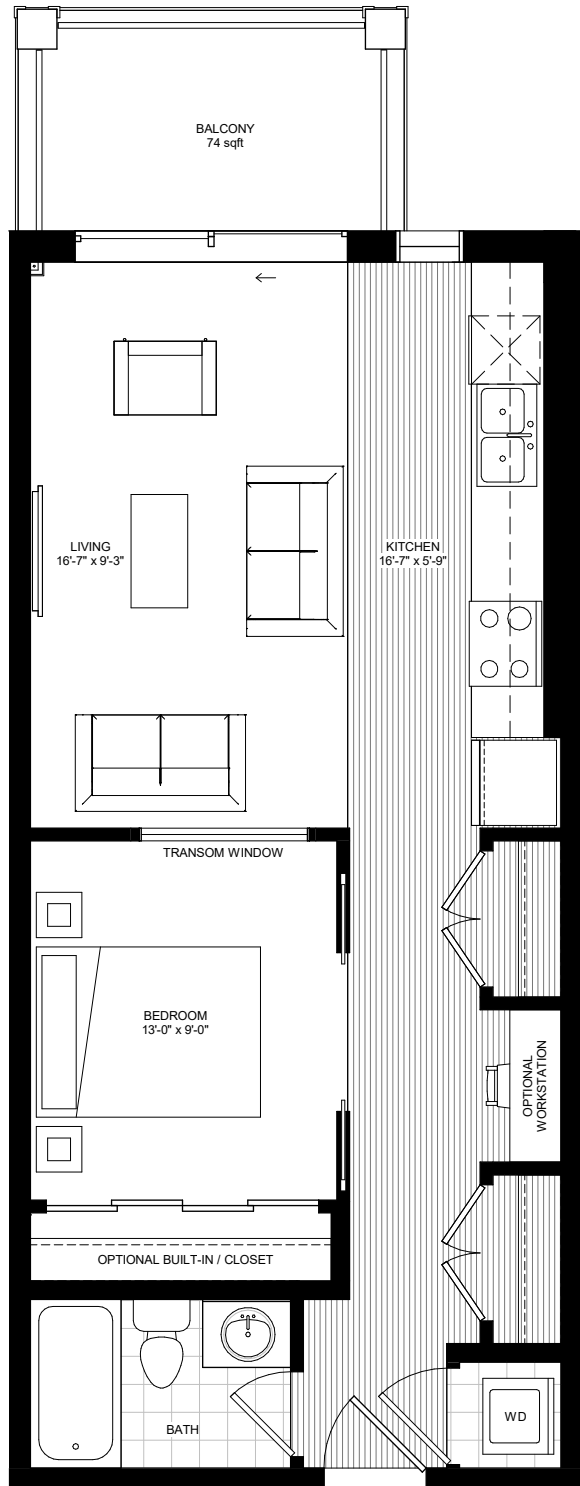 BALCONY
74 sqft
LIVING
16'-7" x 9'-3"
KITCHEN
16'-7" x 5'-9"
TRANSOM WINDOW
BEDROOM
13'-0" x 9'-0"
OPTIONAL
WORKSTATION
OPTIONAL BUILT-IN / CLOSET
BATH
WD